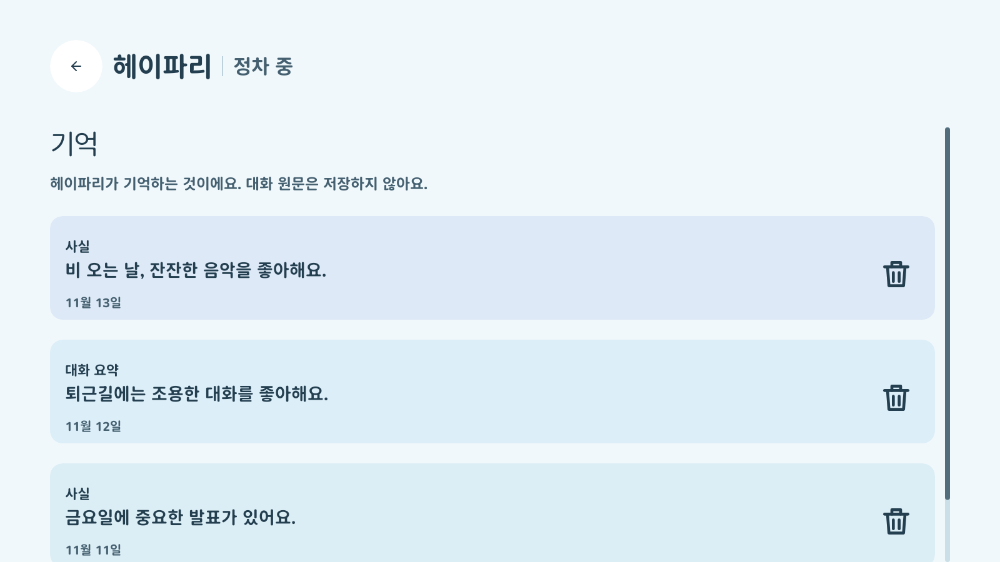 헤이파리
정차 중
기억
헤이파리가 기억하는 것이에요. 대화 원문은 저장하지 않아요.
사실
비 오는 날, 잔잔한 음악을 좋아해요.
11월 13일
대화 요약
퇴근길에는 조용한 대화를 좋아해요.
11월 12일
사실
금요일에 중요한 발표가 있어요.
11월 11일